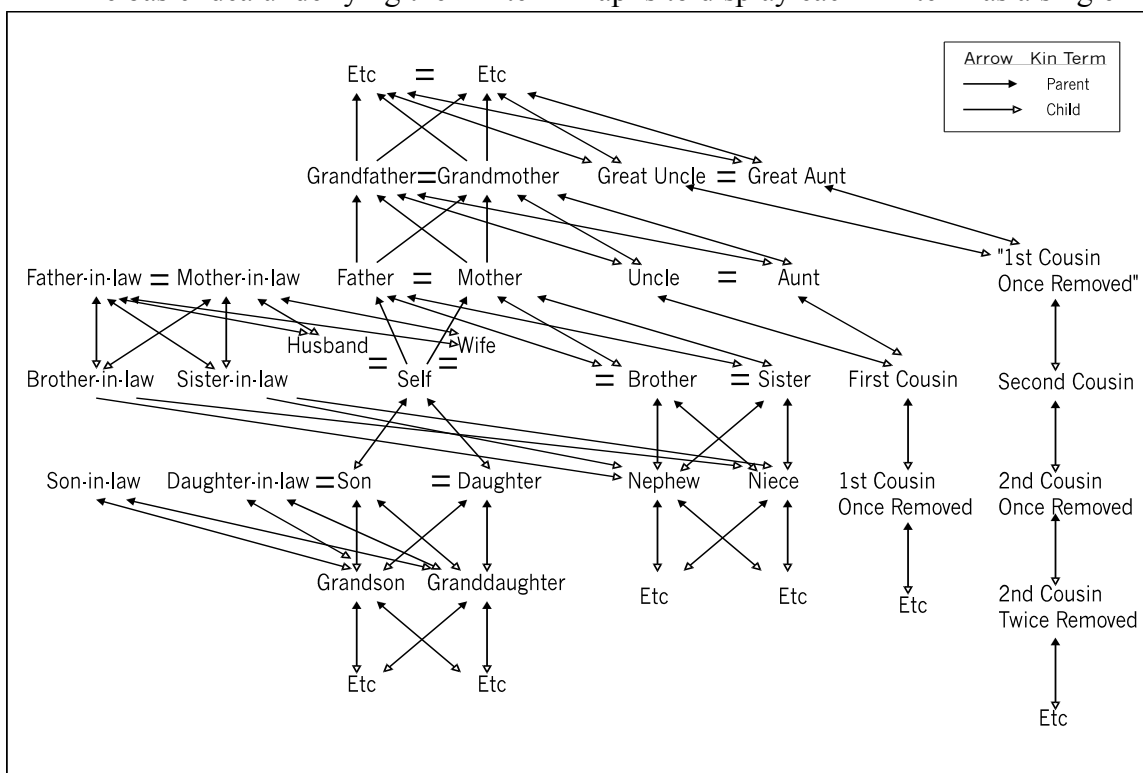 Etc = Etc
Arrow Kin Term
Parent
Child
Grandfather=Grandmother Great Uncle = Great Aunt
"1st Cousin
Once Removed"
Father-in-law = Mother-in-law Father = Mother Uncle = Aunt
Husband = Self = Wife
Brother-in-law Sister-in-law = Brother = Sister First Cousin Second Cousin
Son-in-law Daughter-in-law = Son = Daughter Nephew Niece
1st Cousin
Once Removed
2nd Cousin
Once Removed
Grandson Granddaughter Etc Etc Etc
2nd Cousin
Twice Removed
Etc Etc
Etc